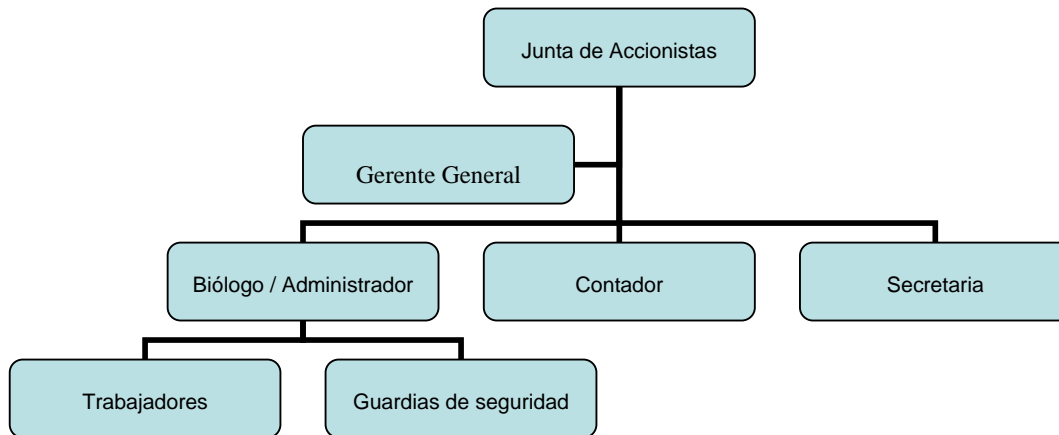 Junta de Accionistas
Gerente General
Biólogo / Administrador
Contador
Secretaria
Trabajadores
Guardias de seguridad